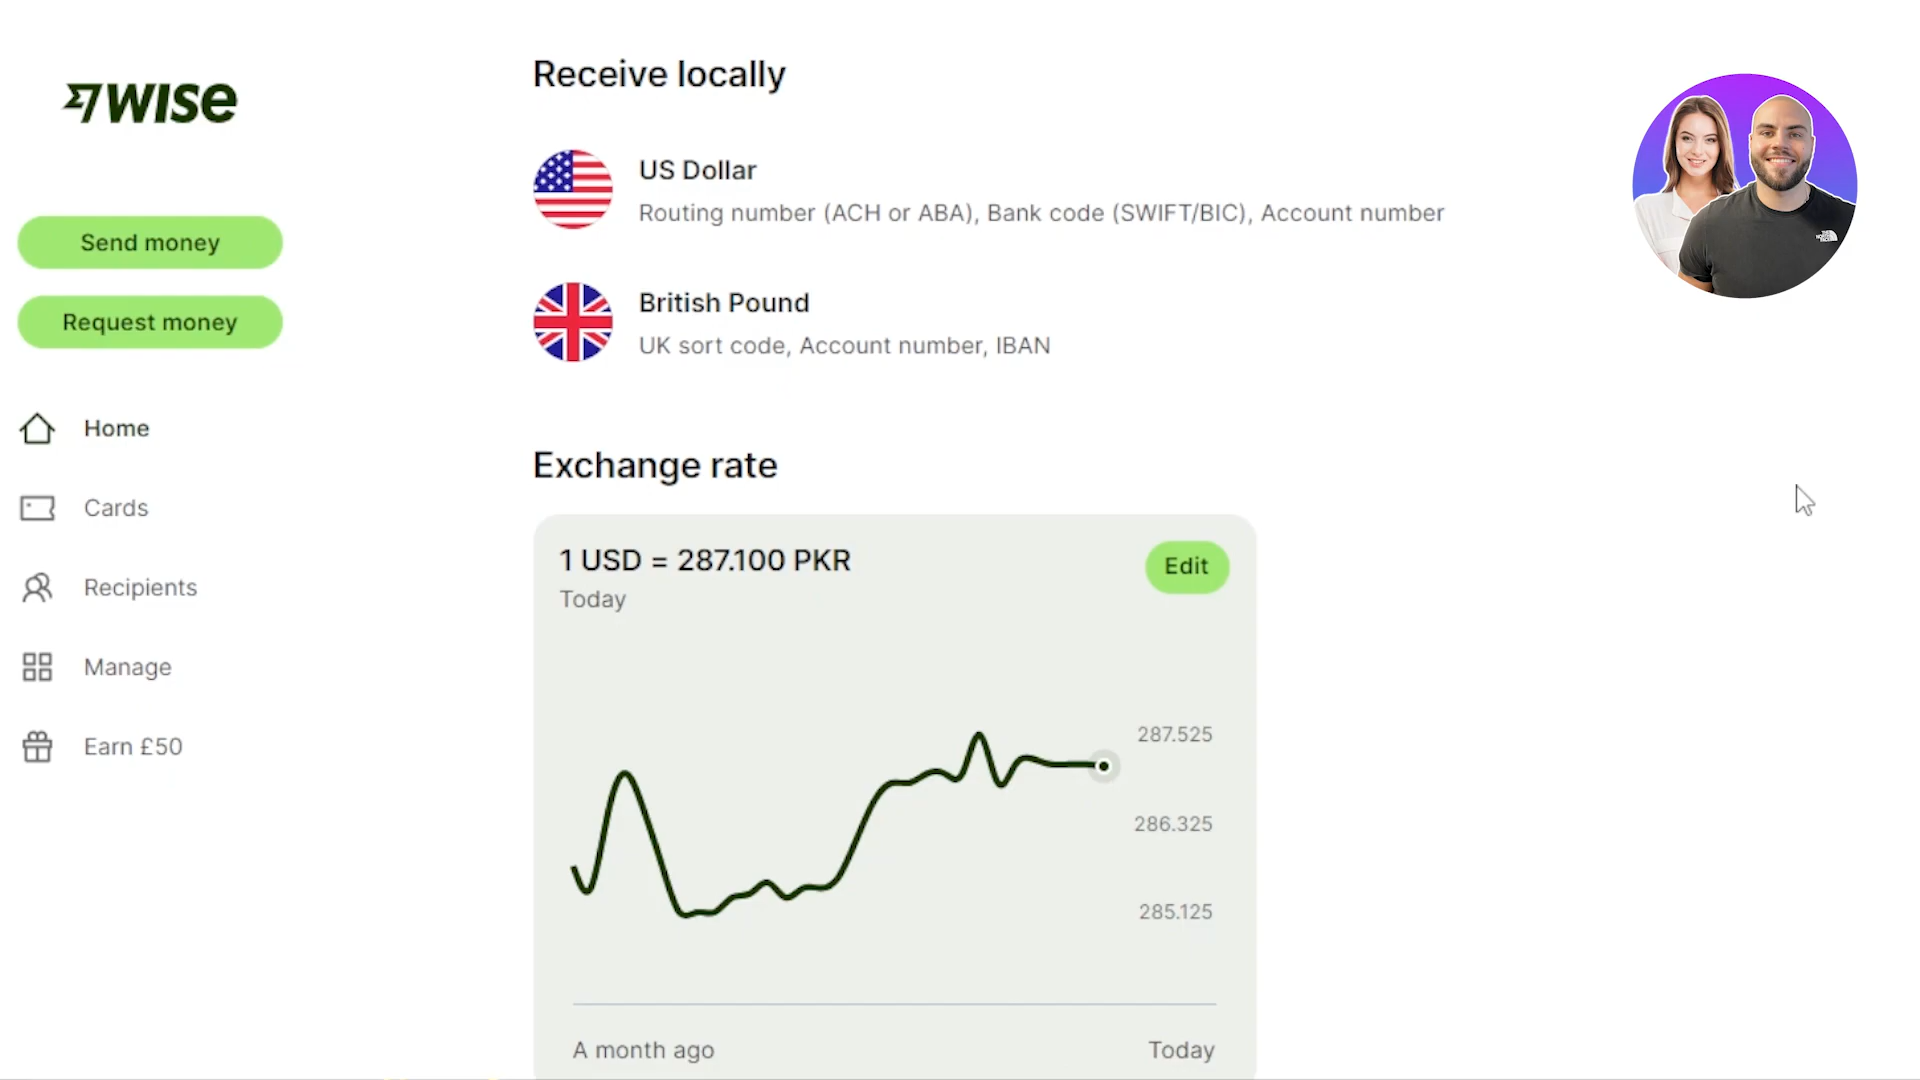 WISE
Send money
Request money
Home
Cards
Recipients
Manage
Earn £50
Receive locally
US Dollar
Routing number (ACH or ABA), Bank code (SWIFT/BIC), Account number
British Pound
UK sort code, Account number, IBAN
Exchange rate
1 USD = 287.100 PKR
Edit
Today
287.525
286.325
285.125
A month ago
Today